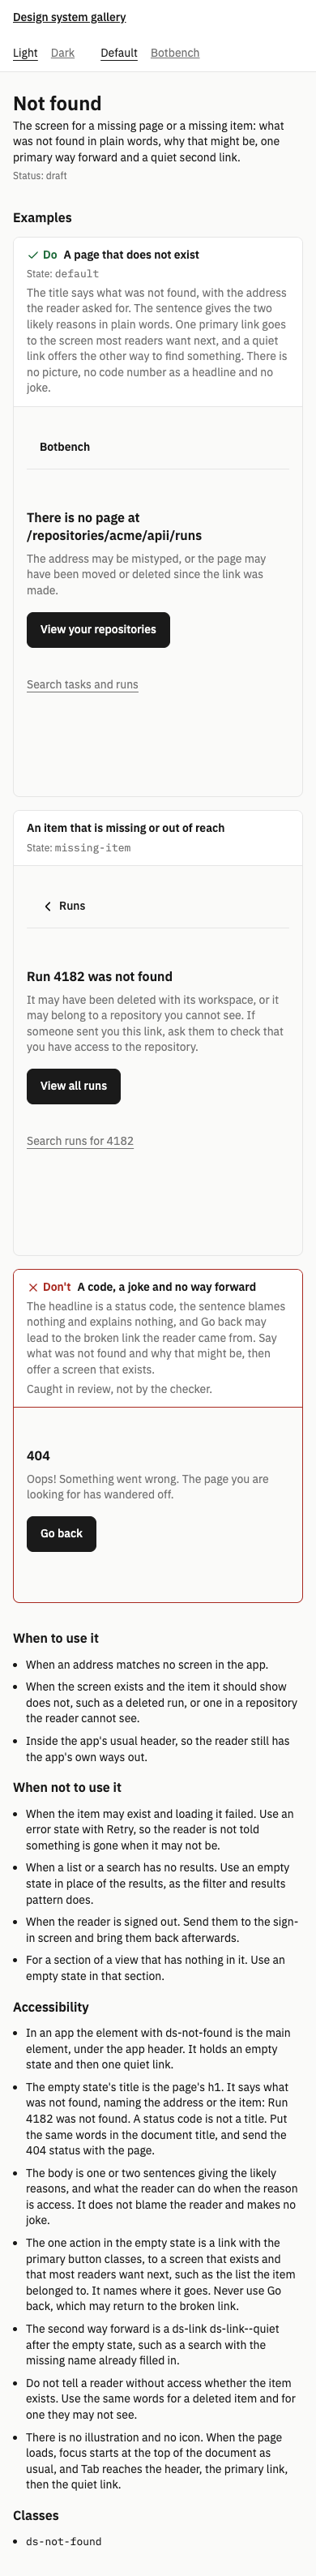 Design system gallery
Light Dark Default Botbench
Not found
The screen for a missing page or a missing item: what
was not found in plain words, why that might be, one
primary way forward and a quiet second link.
Status: draft
Examples
Do A page that does not exist
State: default
The title says what was not found, with the address
the reader asked for. The sentence gives the two
likely reasons in plain words. One primary link goes
to the screen most readers want next, and a quiet
link offers the other way to find something. There is
no picture, no code number as a headline and no
joke.
Botbench
There is no page at
/repositories/acme/apii/runs
The address may be mistyped, or the page may
have been moved or deleted since the link was
made.
View your repositories
Search tasks and runs
An item that is missing or out of reach
State: missing-item
Runs
Run 4182 was not found
It may have been deleted with its workspace, or it
may belong to a repository you cannot see. If
someone sent you this link, ask them to check that
you have access to the repository.
View all runs
Search runs for 4182
Don't A code, a joke and no way forward
The headline is a status code, the sentence blames
nothing and explains nothing, and Go back may
lead to the broken link the reader came from. Say
what was not found and why that might be, then
offer a screen that exists.
Caught in review, not by the checker.
404
Oops! Something went wrong. The page you are
looking for has wandered off.
Go back
When to use it
• When an address matches no screen in the app.
• When the screen exists and the item it should show
does not, such as a deleted run, or one in a repository
the reader cannot see.
• Inside the app's usual header, so the reader still has
the app's own ways out.
When not to use it
• When the item may exist and loading it failed. Use an
error state with Retry, so the reader is not told
something is gone when it may not be.
• When a list or a search has no results. Use an empty
state in place of the results, as the filter and results
pattern does.
• When the reader is signed out. Send them to the sign-
in screen and bring them back afterwards.
• For a section of a view that has nothing in it. Use an
empty state in that section.
Accessibility
• In an app the element with ds-not-found is the main
element, under the app header. It holds an empty
state and then one quiet link.
• The empty state's title is the page's h1. It says what
was not found, naming the address or the item: Run
4182 was not found. A status code is not a title. Put
the same words in the document title, and send the
404 status with the page.
• The body is one or two sentences giving the likely
reasons, and what the reader can do when the reason
is access. It does not blame the reader and makes no
joke.
• The one action in the empty state is a link with the
primary button classes, to a screen that exists and
that most readers want next, such as the list the item
belonged to. It names where it goes. Never use Go
back, which may return to the broken link.
• The second way forward is a ds-link ds-link--quiet
after the empty state, such as a search with the
missing name already filled in.
• Do not tell a reader without access whether the item
exists. Use the same words for a deleted item and for
one they may not see.
• There is no illustration and no icon. When the page
loads, focus starts at the top of the document as
usual, and Tab reaches the header, the primary link,
then the quiet link.
Classes
• ds-not-found